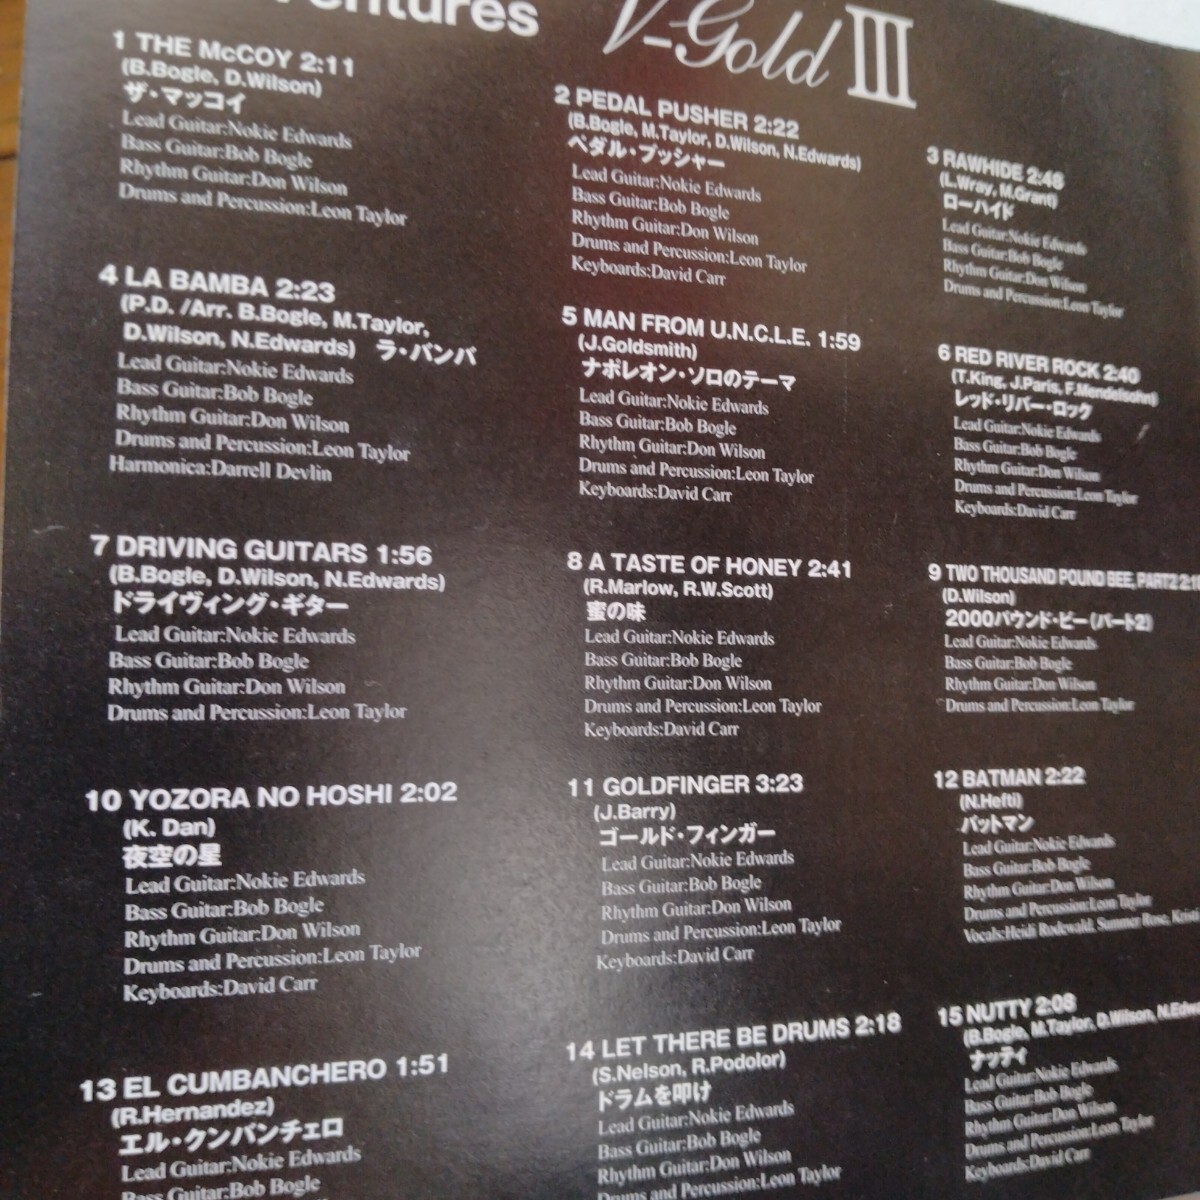 V-Gold III
1 THE McCOY 2:11
(B.Bogle, D.Wilson)
ザ・マッコイ
Lead Guitar:Nokie Edwards
Bass Guitar:Bob Bogle
Rhythm Guitar:Don Wilson
Drums and Percussion:Leon Taylor
2 PEDAL PUSHER 2:22
(B.Bogle, M.Taylor, D.Wilson, N.Edwards)
ペダル・プッシャー
Lead Guitar:Nokie Edwards
Bass Guitar:Bob Bogle
Rhythm Guitar:Don Wilson
Drums and Percussion:Leon Taylor
Keyboards:David Carr
3 RAWHIDE 2:46
(L.Wray, M.Grant)
ローハイド
Lead Guitar:Nokie Edwards
Bass Guitar:Bob Bogle
Rhythm Guitar:Don Wilson
Drums and Percussion:Leon Taylor
4 LA BAMBA 2:23
(P.D. /Arr. B.Bogle, M.Taylor,
D.Wilson, N.Edwards) ラ・バンバ
Lead Guitar:Nokie Edwards
Bass Guitar:Bob Bogle
Rhythm Guitar:Don Wilson
Drums and Percussion:Leon Taylor
Harmonica:Darrell Devlin
5 MAN FROM U.N.C.L.E. 1:59
(J.Goldsmith)
ナポレオン・ソロのテーマ
Lead Guitar:Nokie Edwards
Bass Guitar:Bob Bogle
Rhythm Guitar:Don Wilson
Drums and Percussion:Leon Taylor
Keyboards:David Carr
6 RED RIVER ROCK 2:40
(T.King, J.Paris, F.Mendelsohn)
レッド・リバー・ロック
Lead Guitar:Nokie Edwards
Bass Guitar:Bob Bogle
Rhythm Guitar:Don Wilson
Drums and Percussion:Leon Taylor
Keyboards:David Carr
7 DRIVING GUITARS 1:56
(B.Bogle, D.Wilson, N.Edwards)
ドライヴィング・ギター
Lead Guitar:Nokie Edwards
Bass Guitar:Bob Bogle
Rhythm Guitar:Don Wilson
Drums and Percussion:Leon Taylor
8 A TASTE OF HONEY 2:41
(R.Marlow, R.W.Scott)
蜜の味
Lead Guitar:Nokie Edwards
Bass Guitar:Bob Bogle
Rhythm Guitar:Don Wilson
Drums and Percussion:Leon Taylor
Keyboards:David Carr
9 TWO THOUSAND POUND BEE, PART2
(D.Wilson)
2000パウンド・ビー(パート2)
Lead Guitar:Nokie Edwards
Bass Guitar:Bob Bogle
Rhythm Guitar:Don Wilson
Drums and Percussion:Leon Taylor
10 YOZORA NO HOSHI 2:02
(K. Dan)
夜空の星
Lead Guitar:Nokie Edwards
Bass Guitar:Bob Bogle
Rhythm Guitar:Don Wilson
Drums and Percussion:Leon Taylor
Keyboards:David Carr
11 GOLDFINGER 3:23
(J.Barry)
ゴールド・フィンガー
Lead Guitar:Nokie Edwards
Bass Guitar:Bob Bogle
Rhythm Guitar:Don Wilson
Drums and Percussion:Leon Taylor
Keyboards:David Carr
12 BATMAN 2:22
(N.Hefti)
バットマン
Lead Guitar:Nokie Edwards
Bass Guitar:Bob Bogle
Rhythm Guitar:Don Wilson
Drums and Percussion:Leon Taylor
Vocals:Heidi Rodewald, Summer Rose,
13 EL CUMBANCHERO 1:51
(R.Hernandez)
エル・クンバンチェロ
Lead Guitar:Nokie Edwards
Bass Guitar:Bob Bogle
14 LET THERE BE DRUMS 2:18
(S.Nelson, R.Podolor)
ドラムを叩け
Lead Guitar:Nokie Edwards
Bass Guitar:Bob Bogle
Rhythm Guitar:Don Wilson
Drums and Percussion:Leon Taylor
15 NUTTY 2:08
(B.Bogle, M.Taylor, D.Wilson,
ナッティ
Lead Guitar:Nokie Edwards
Bass Guitar:Bob Bogle
Rhythm Guitar:Don Wilson
Drums and Percussion:Leon Taylor
Keyboards:David Carr